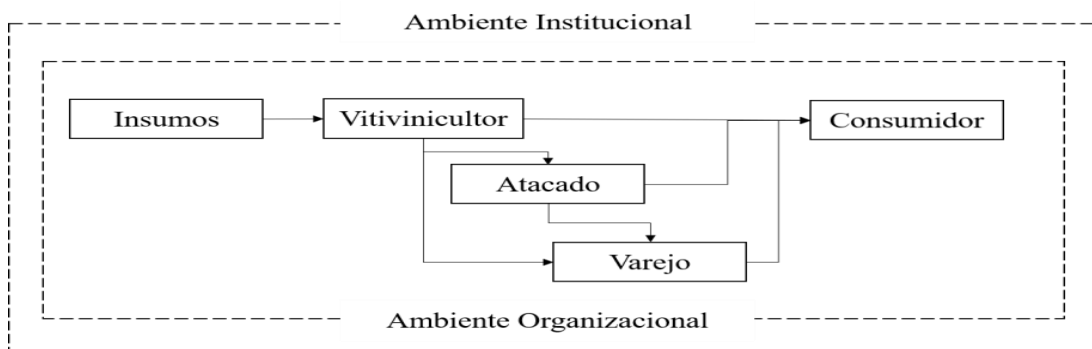 Ambiente Institucional
Insumos
Vitivinicultor
Consumidor
Atacado
Varejo
Ambiente Organizacional